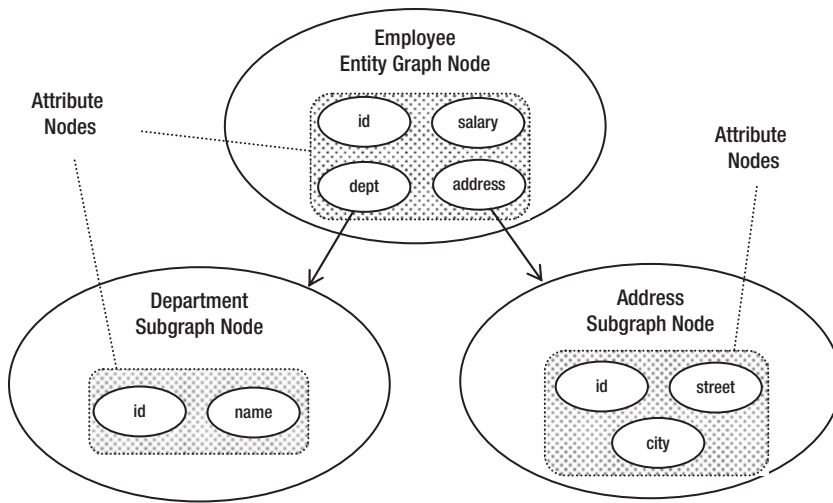 Employee
Entity Graph Node
Attribute
Nodes
id
salary
dept
address
Attribute
Nodes
Department
Subgraph Node
id
name
Address
Subgraph Node
id
street
city